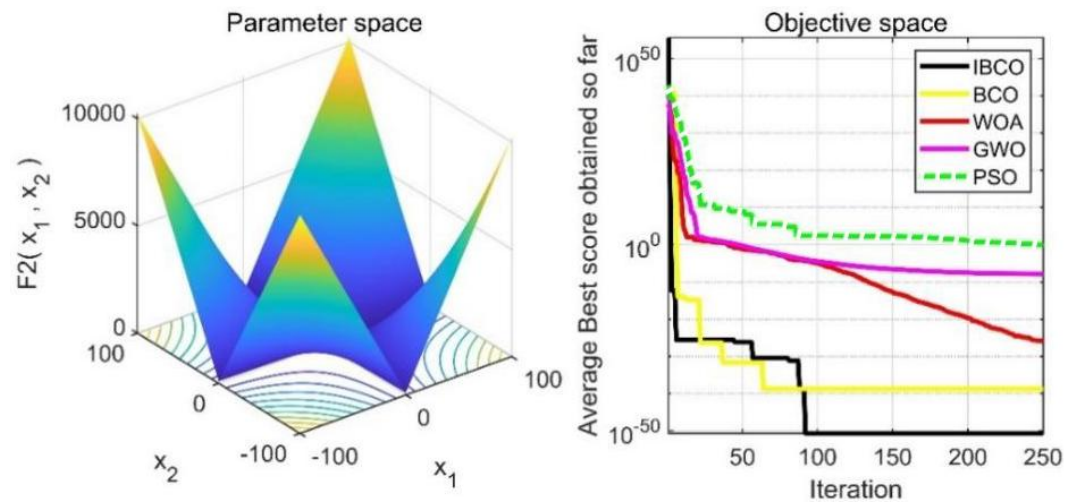 Parameter space
10000
5000
0
F2( x1 , x2 )
100
0
-100
x2
-100
0
100
x1
Objective space
Average Best score obtained so far
10^50
10^0
10^-50
50
100
150
200
250
Iteration
IBCO
BCO
WOA
GWO
PSO